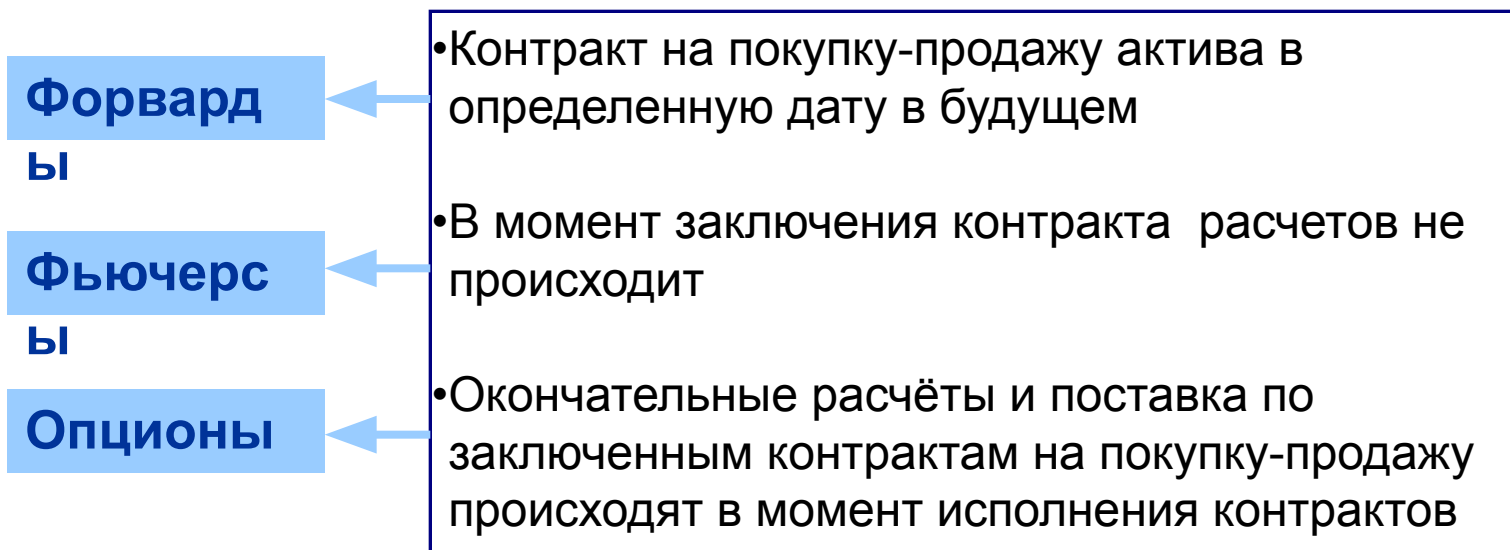 Форвард
ы
Фьючерс
ы
Опционы
•Контракт на покупку-продажу актива в
определенную дату в будущем
•В момент заключения контракта  расчетов не
происходит
•Окончательные расчёты и поставка по
заключенным контрактам на покупку-продажу
происходят в момент исполнения контрактов